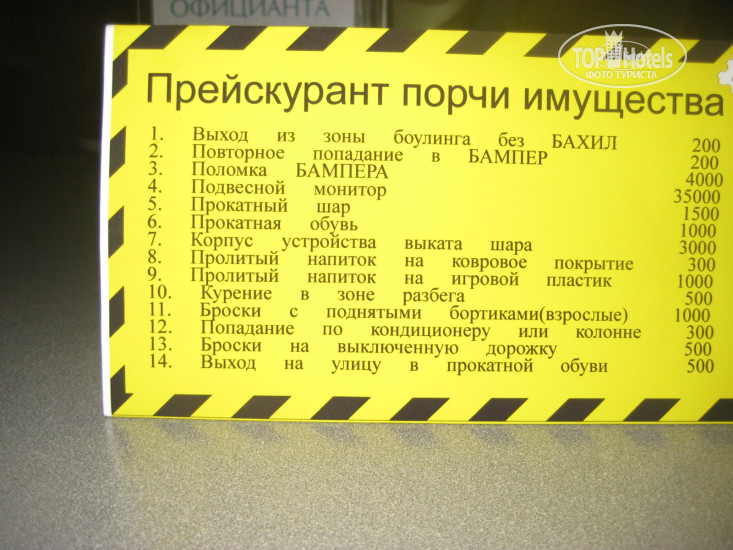 ОФИЦИАНТА
TOP Hotels
ФОТО ТУРИСТА
Прейскурант порчи имущества
1. Выход из зоны боулинга без БАХИЛ 200
2. Повторное попадание в БАМПЕР 200
3. Поломка БАМПЕРА 4000
4. Подвесной монитор 35000
5. Прокатный шар 1500
6. Прокатная обувь 1000
7. Корпус устройства выката шара 3000
8. Пролитый напиток на ковровое покрытие 300
9. Пролитый напиток на игровой пластик 1000
10. Курение в зоне разбега 500
11. Броски с поднятыми бортиками(взрослые) 1000
12. Попадание по кондиционеру или колонне 300
13. Броски на выключенную дорожку 500
14. Выход на улицу в прокатной обуви 500